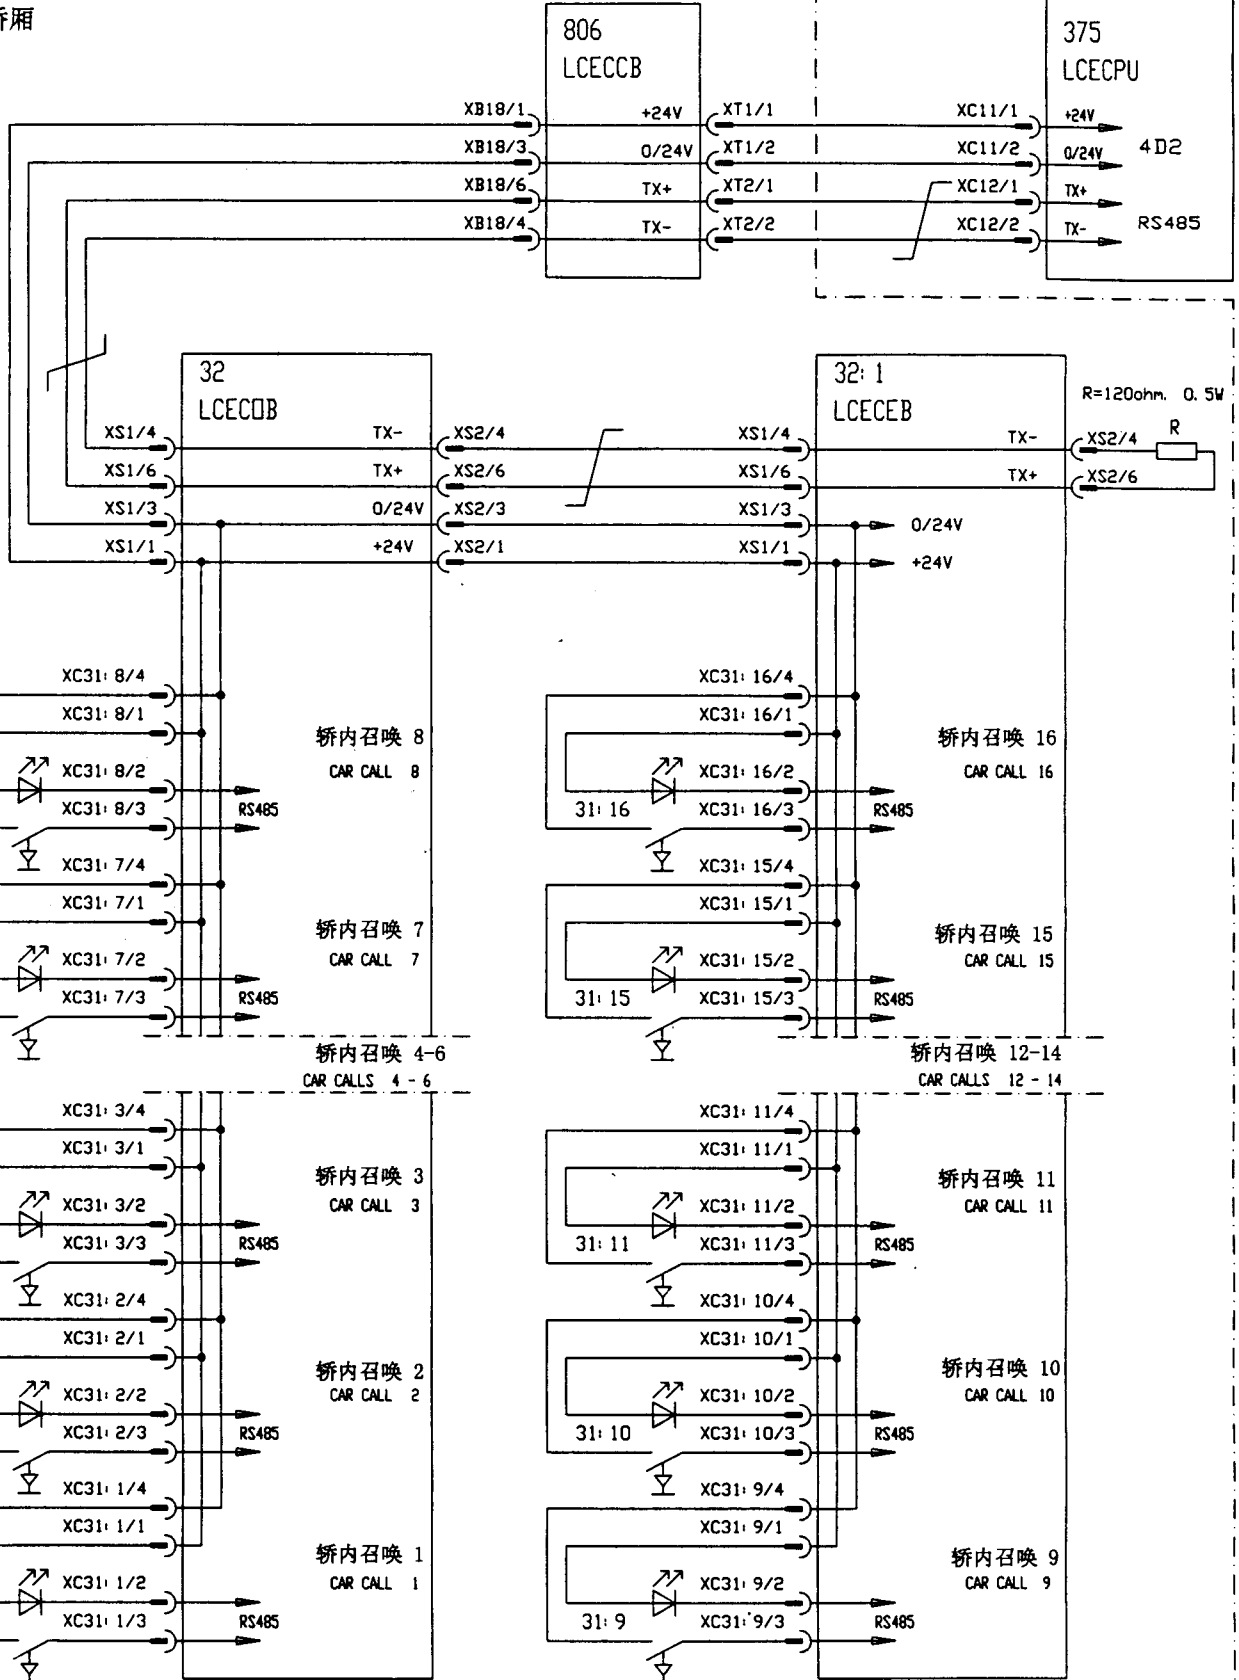 轿厢
806
LCECCB
375
LCECPU
XB18/1 +24V XT1/1 XC11/1 +24V
XB18/3 0/24V XT1/2 XC11/2 0/24V 4D2
XB18/6 TX+ XT2/1 XC12/1 TX+
XB18/4 TX- XT2/2 XC12/2 TX- RS485
32
LCECOB
32:1
LCECEB
R=120ohm. 0.5W
R
XS1/4 TX- XS2/4 XS1/4 TX- XS2/4
XS1/6 TX+ XS2/6 XS1/6 TX+ XS2/6
XS1/3 0/24V XS2/3 XS1/3 0/24V
XS1/1 +24V XS2/1 XS1/1 +24V
XC31:8/4
XC31:8/1
轿内召唤 8
CAR CALL 8
XC31:8/2
XC31:8/3
RS485
XC31:7/4
XC31:7/1
轿内召唤 7
CAR CALL 7
XC31:7/2
XC31:7/3
RS485
轿内召唤 4-6
CAR CALLS 4 - 6
XC31:3/4
XC31:3/1
轿内召唤 3
CAR CALL 3
XC31:3/2
XC31:3/3
RS485
XC31:2/4
XC31:2/1
轿内召唤 2
CAR CALL 2
XC31:2/2
XC31:2/3
RS485
XC31:1/4
XC31:1/1
轿内召唤 1
CAR CALL 1
XC31:1/2
XC31:1/3
RS485
XC31:16/4
XC31:16/1
轿内召唤 16
CAR CALL 16
XC31:16/2
31:16
XC31:16/3
RS485
XC31:15/4
XC31:15/1
轿内召唤 15
CAR CALL 15
XC31:15/2
31:15
XC31:15/3
RS485
轿内召唤 12-14
CAR CALLS 12 - 14
XC31:11/4
XC31:11/1
轿内召唤 11
CAR CALL 11
XC31:11/2
31:11
XC31:11/3
RS485
XC31:10/4
XC31:10/1
轿内召唤 10
CAR CALL 10
XC31:10/2
31:10
XC31:10/3
RS485
XC31:9/4
XC31:9/1
轿内召唤 9
CAR CALL 9
XC31:9/2
31:9
XC31:9/3
RS485